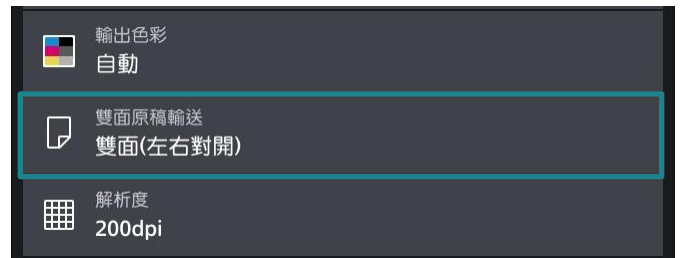 輸出色彩
自動
雙面原稿輸送
雙面(左右對開)
解析度
200dpi